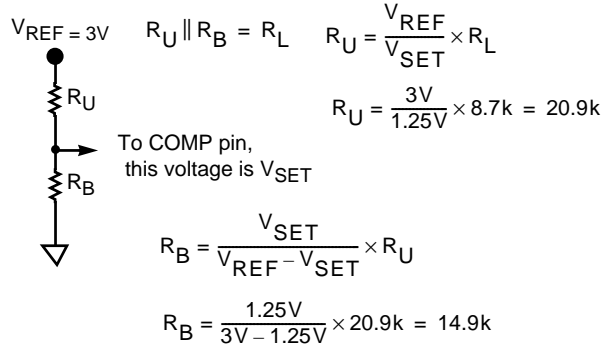 V_REF = 3V
R_U || R_B = R_L
R_U = V_REF / V_SET × R_L
R_U = 3V / 1.25V × 8.7k = 20.9k
R_U
To COMP pin,
this voltage is V_SET
R_B
R_B = V_SET / V_REF – V_SET × R_U
R_B = 1.25V / 3V – 1.25V × 20.9k = 14.9k